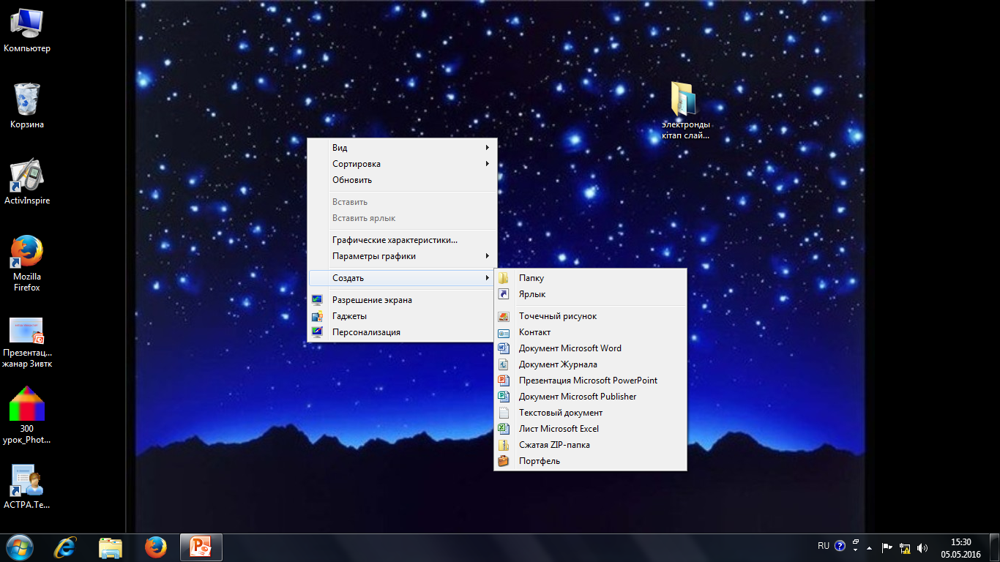 Компьютер
Корзина
ActivInspire
Mozilla
Firefox
Презентац...
жанар 3ивтк
300
урок_Phot...
АСТРА.Те...
электронды
кітап слай...
Вид
Сортировка
Обновить
Вставить
Вставить ярлык
Графические характеристики...
Параметры графики
Создать
Разрешение экрана
Гаджеты
Персонализация
Папку
Ярлык
Точечный рисунок
Контакт
Документ Microsoft Word
Документ Журнала
Презентация Microsoft PowerPoint
Документ Microsoft Publisher
Текстовый документ
Лист Microsoft Excel
Сжатая ZIP-папка
Портфель
RU
15:30
05.05.2016